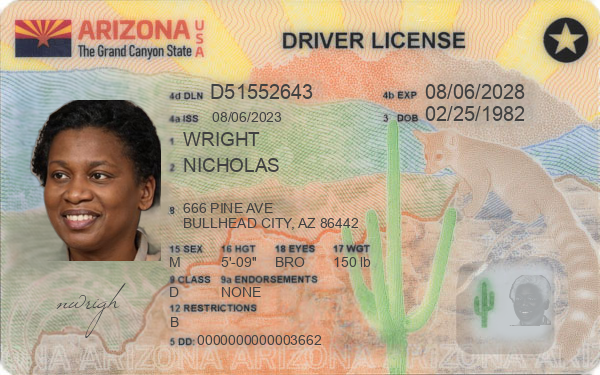 ARIZONA USA
The Grand Canyon State
DRIVER LICENSE
4d DLN D51552643
4b EXP 08/06/2028
4a ISS 08/06/2023
3 DOB 02/25/1982
1 WRIGHT
2 NICHOLAS
8 666 PINE AVE
BULLHEAD CITY, AZ 86442
15 SEX 16 HGT 18 EYES 17 WGT
M 5'-09" BRO 150 lb
9 CLASS 9a ENDORSEMENTS
D NONE
12 RESTRICTIONS
B
5 DD: 0000000000003662
nwrigh
ARIZONA ARIZONA ARIZONA ARIZONA